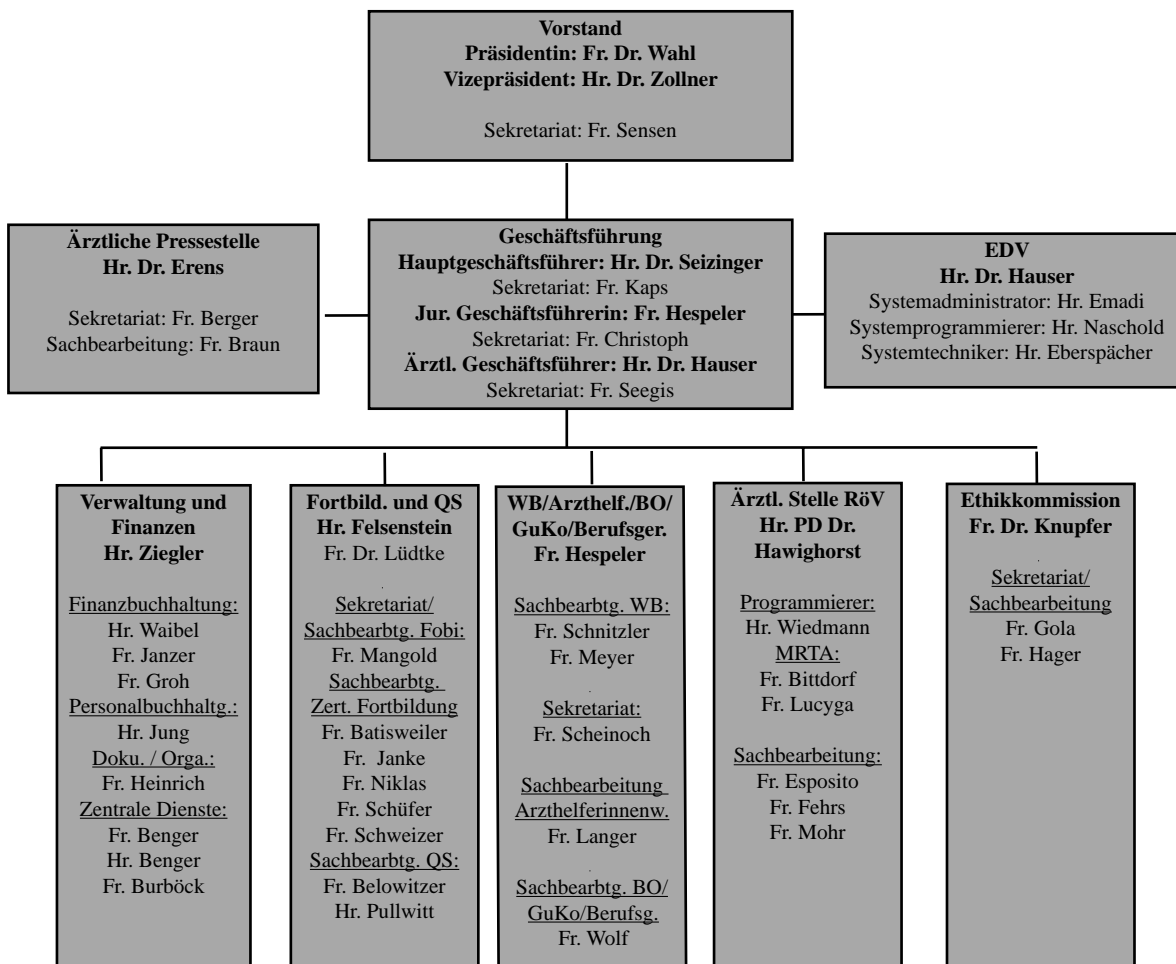 Vorstand
Präsidentin: Fr. Dr. Wahl
Vizepräsident: Hr. Dr. Zollner
Sekretariat: Fr. Sensen
Ärztliche Pressestelle
Hr. Dr. Erens
Sekretariat: Fr. Berger
Sachbearbeitung: Fr. Braun
Geschäftsführung
Hauptgeschäftsführer: Hr. Dr. Seizinger
Sekretariat: Fr. Kaps
Jur. Geschäftsführerin: Fr. Hespeler
Sekretariat: Fr. Christoph
Ärztl. Geschäftsführer: Hr. Dr. Hauser
Sekretariat: Fr. Seegis
EDV
Hr. Dr. Hauser
Systemadministrator: Hr. Emadi
Systemprogrammierer: Hr. Naschold
Systemtechniker: Hr. Eberspächer
Verwaltung und
Finanzen
Hr. Ziegler
Finanzbuchhaltung:
Hr. Waibel
Fr. Janzer
Fr. Groh
Personalbuchhaltg.:
Hr. Jung
Doku. / Orga.:
Fr. Heinrich
Zentrale Dienste:
Fr. Benger
Hr. Benger
Fr. Burböck
Fortbild. und QS
Hr. Felsenstein
Fr. Dr. Lüdtke
Sekretariat/
Sachbearbtg. Fobi:
Fr. Mangold
Sachbearbtg.
Zert. Fortbildung
Fr. Batisweiler
Fr. Janke
Fr. Niklas
Fr. Schüfer
Fr. Schweizer
Sachbearbtg. QS:
Fr. Belowitzer
Hr. Pullwitt
WB/Arzthelf./BO/
GuKo/Berufsger.
Fr. Hespeler
Sachbearbtg. WB:
Fr. Schnitzler
Fr. Meyer
Sekretariat:
Fr. Scheinoch
Sachbearbeitung
Arzthelferinnenw.
Fr. Langer
Sachbearbtg. BO/
GuKo/Berufsg.
Fr. Wolf
Ärztl. Stelle RöV
Hr. PD Dr.
Hawighorst
Programmierer:
Hr. Wiedmann
MRTA:
Fr. Bittdorf
Fr. Lucyga
Sachbearbeitung:
Fr. Esposito
Fr. Fehrs
Fr. Mohr
Ethikkommission
Fr. Dr. Knupfer
Sekretariat/
Sachbearbeitung
Fr. Gola
Fr. Hager